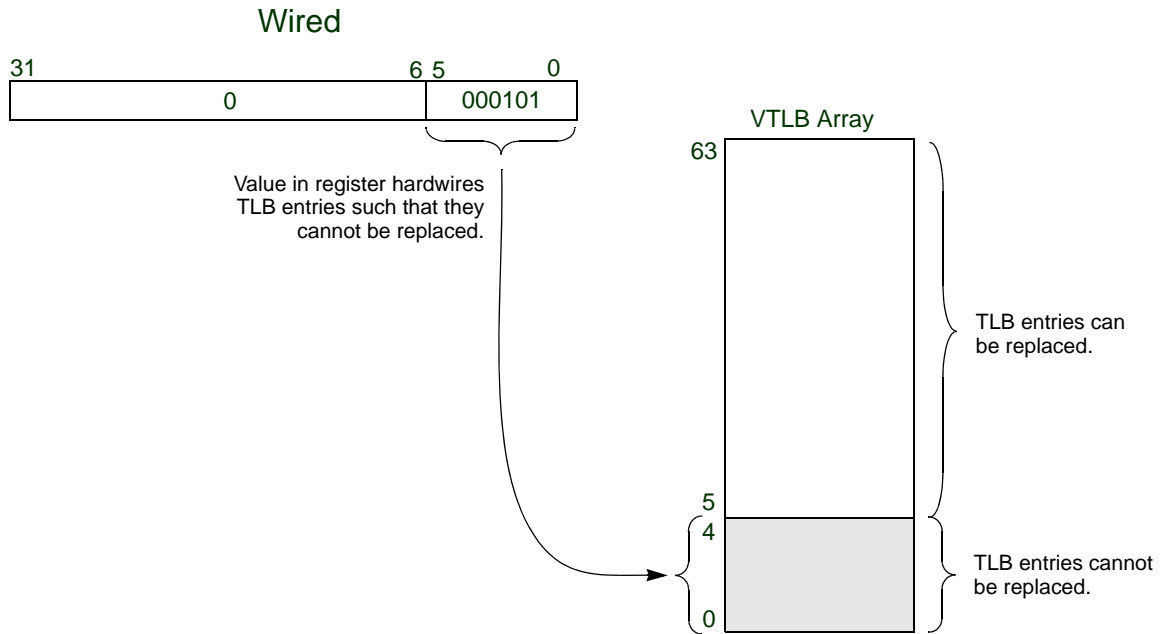 Wired
31 6 5 0
0 000101
Value in register hardwires
TLB entries such that they
cannot be replaced.
VTLB Array
63
TLB entries can
be replaced.
5
4
TLB entries cannot
be replaced.
0